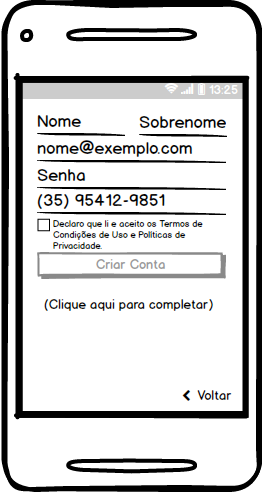 13:25
Nome Sobrenome
nome@exemplo.com
Senha
(35) 95412-9851
Declaro que li e aceito os Termos de
Condições de Uso e Políticas de
Privacidade.
Criar Conta
(Clique aqui para completar)
Voltar